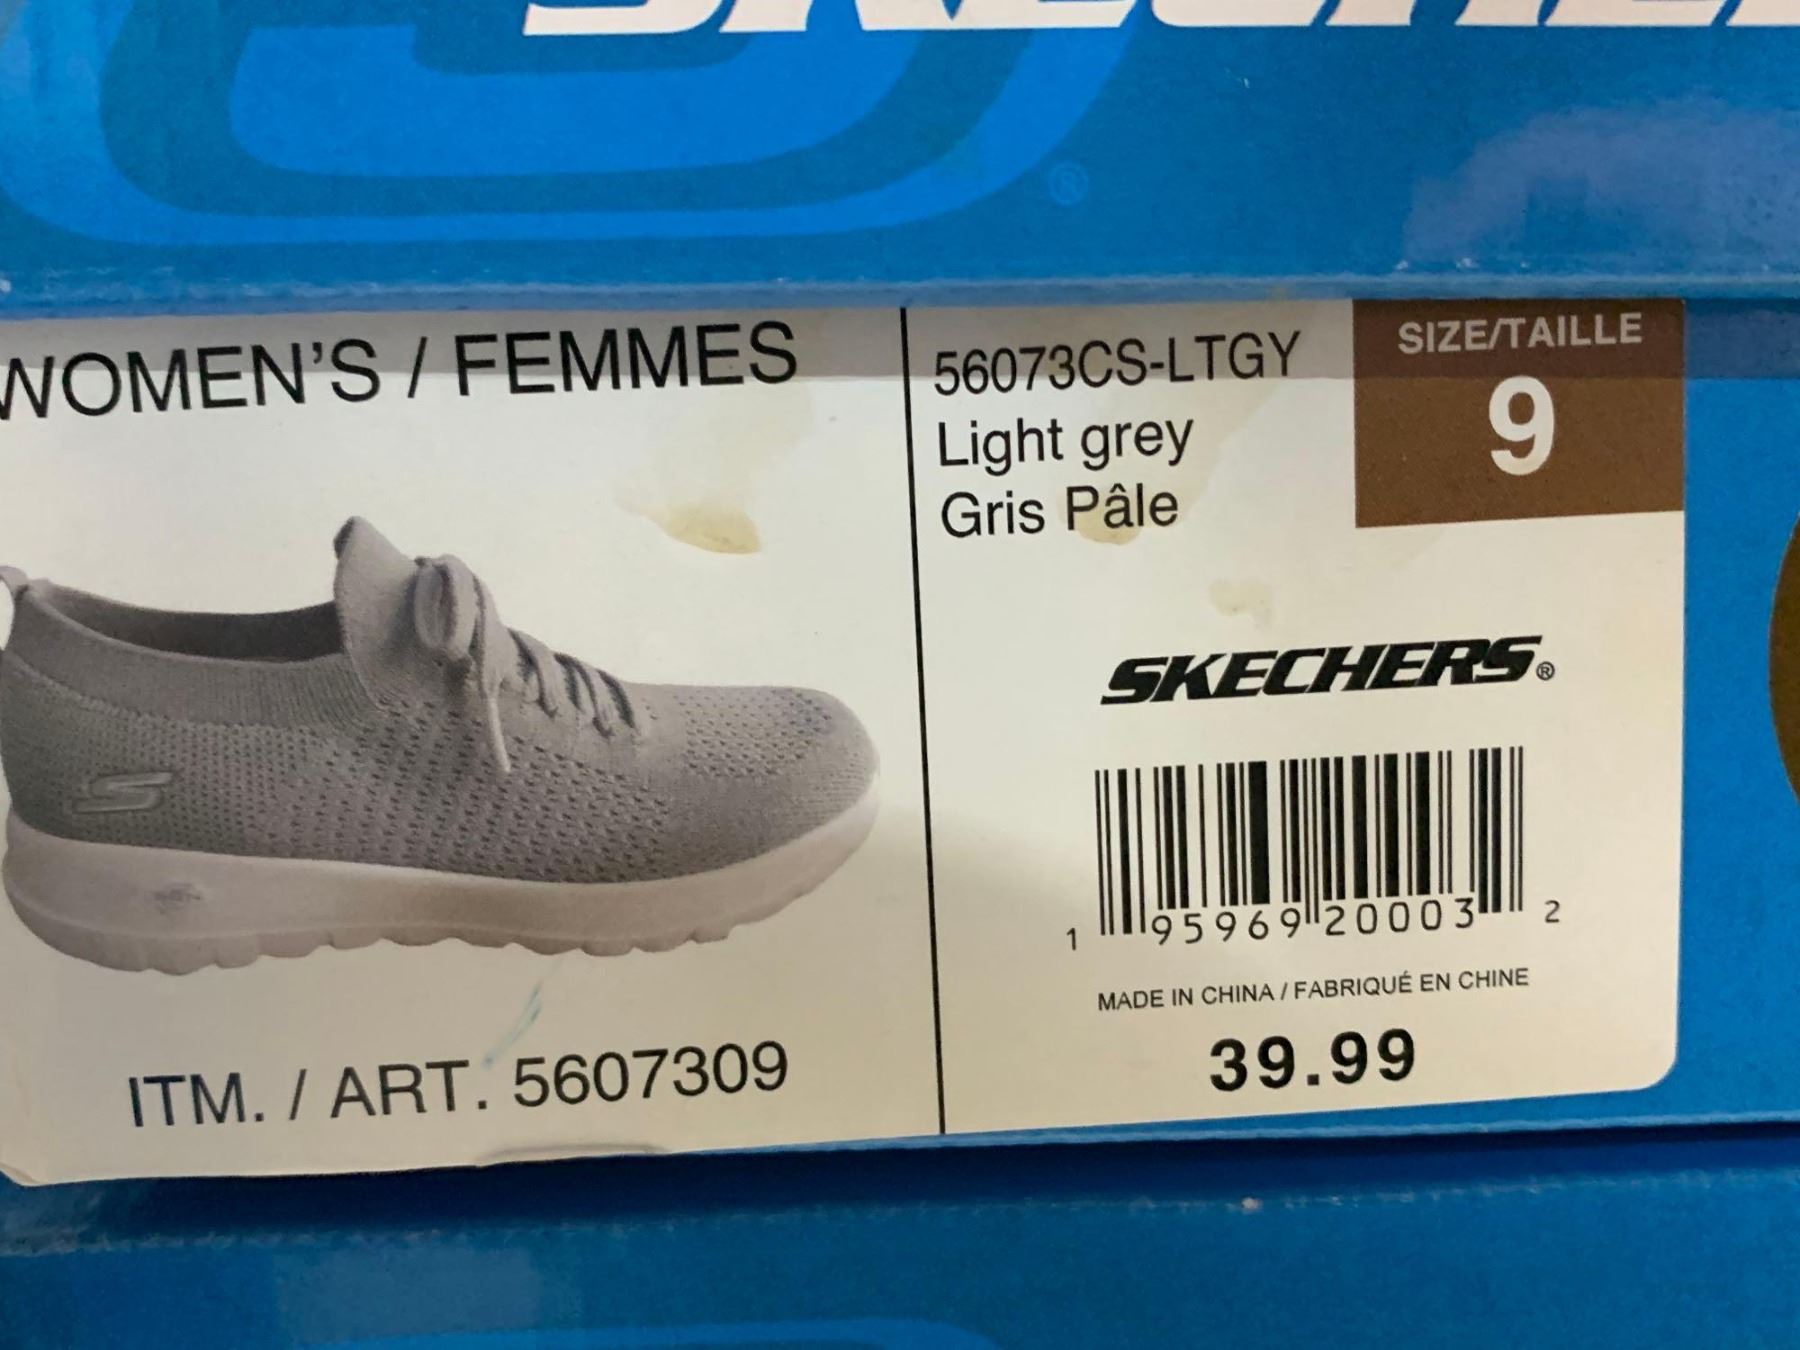 SKECHE
®
WOMEN'S / FEMMES
56073CS-LTGY
Light grey
Gris Pâle
SIZE/TAILLE
9
SKECHERS®
1 95969 20003 2
MADE IN CHINA / FABRIQUÉ EN CHINE
39.99
ITM. / ART. 5607309